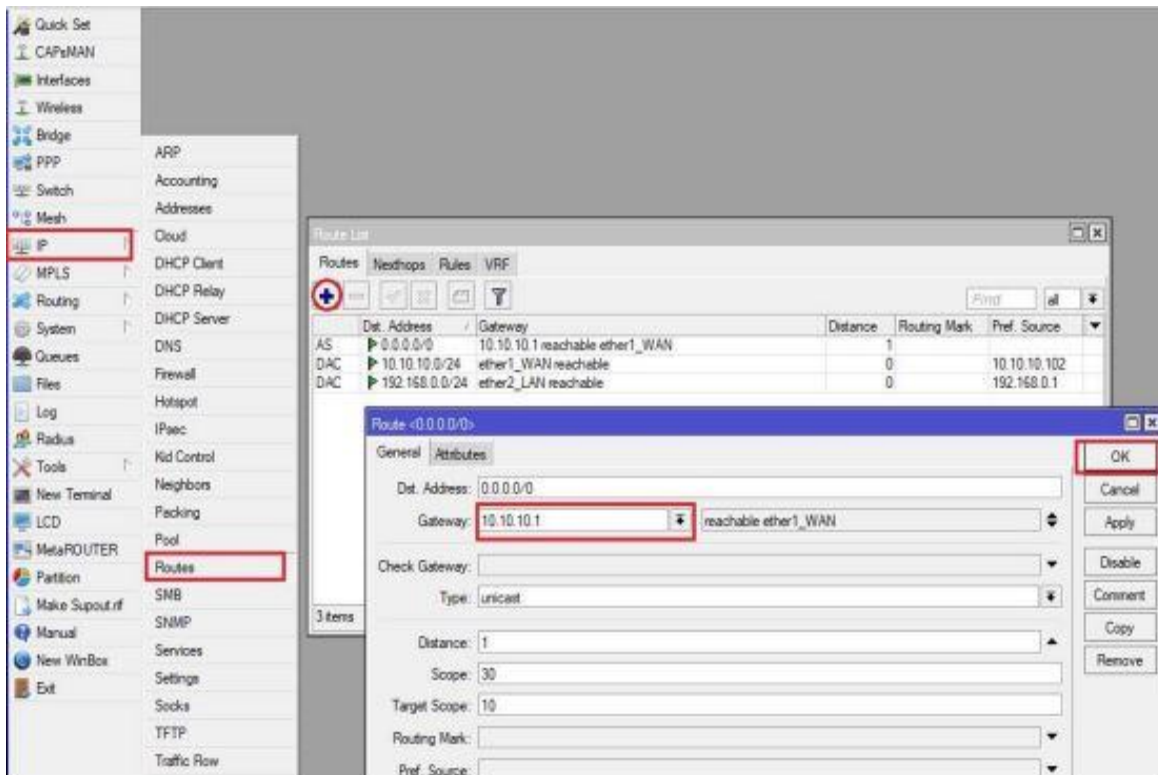 Quick Set
CAPsMAN
Interfaces
Wireless
Bridge
PPP
Switch
Mesh
IP
MPLS
Routing
System
Queues
Files
Log
Radius
Tools
New Terminal
LCD
MetaROUTER
Partition
Make Supout.rif
Manual
New WinBox
Exit
ARP
Accounting
Addresses
Cloud
DHCP Client
DHCP Relay
DHCP Server
DNS
Firewall
Hotspot
IPsec
Kid Control
Neighbors
Packing
Pool
Routes
SMB
SNMP
Services
Settings
Socks
TFTP
Traffic Flow
Route List
Routes Nexthops Rules VRF
Find all
Dst. Address / Gateway Distance Routing Mark Pref. Source
AS 0.0.0.0/0 10.10.10.1 reachable ether1_WAN 1
DAC 10.10.10.0/24 ether1_WAN reachable 0 10.10.10.102
DAC 192.168.0.0/24 ether2_LAN reachable 0 192.168.0.1
3 items
Route <0.0.0.0/0>
General Attributes
Dst. Address: 0.0.0.0/0
Gateway: 10.10.10.1 reachable ether1_WAN
Check Gateway:
Type: unicast
Distance: 1
Scope: 30
Target Scope: 10
Routing Mark:
Pref. Source:
OK
Cancel
Apply
Disable
Comment
Copy
Remove